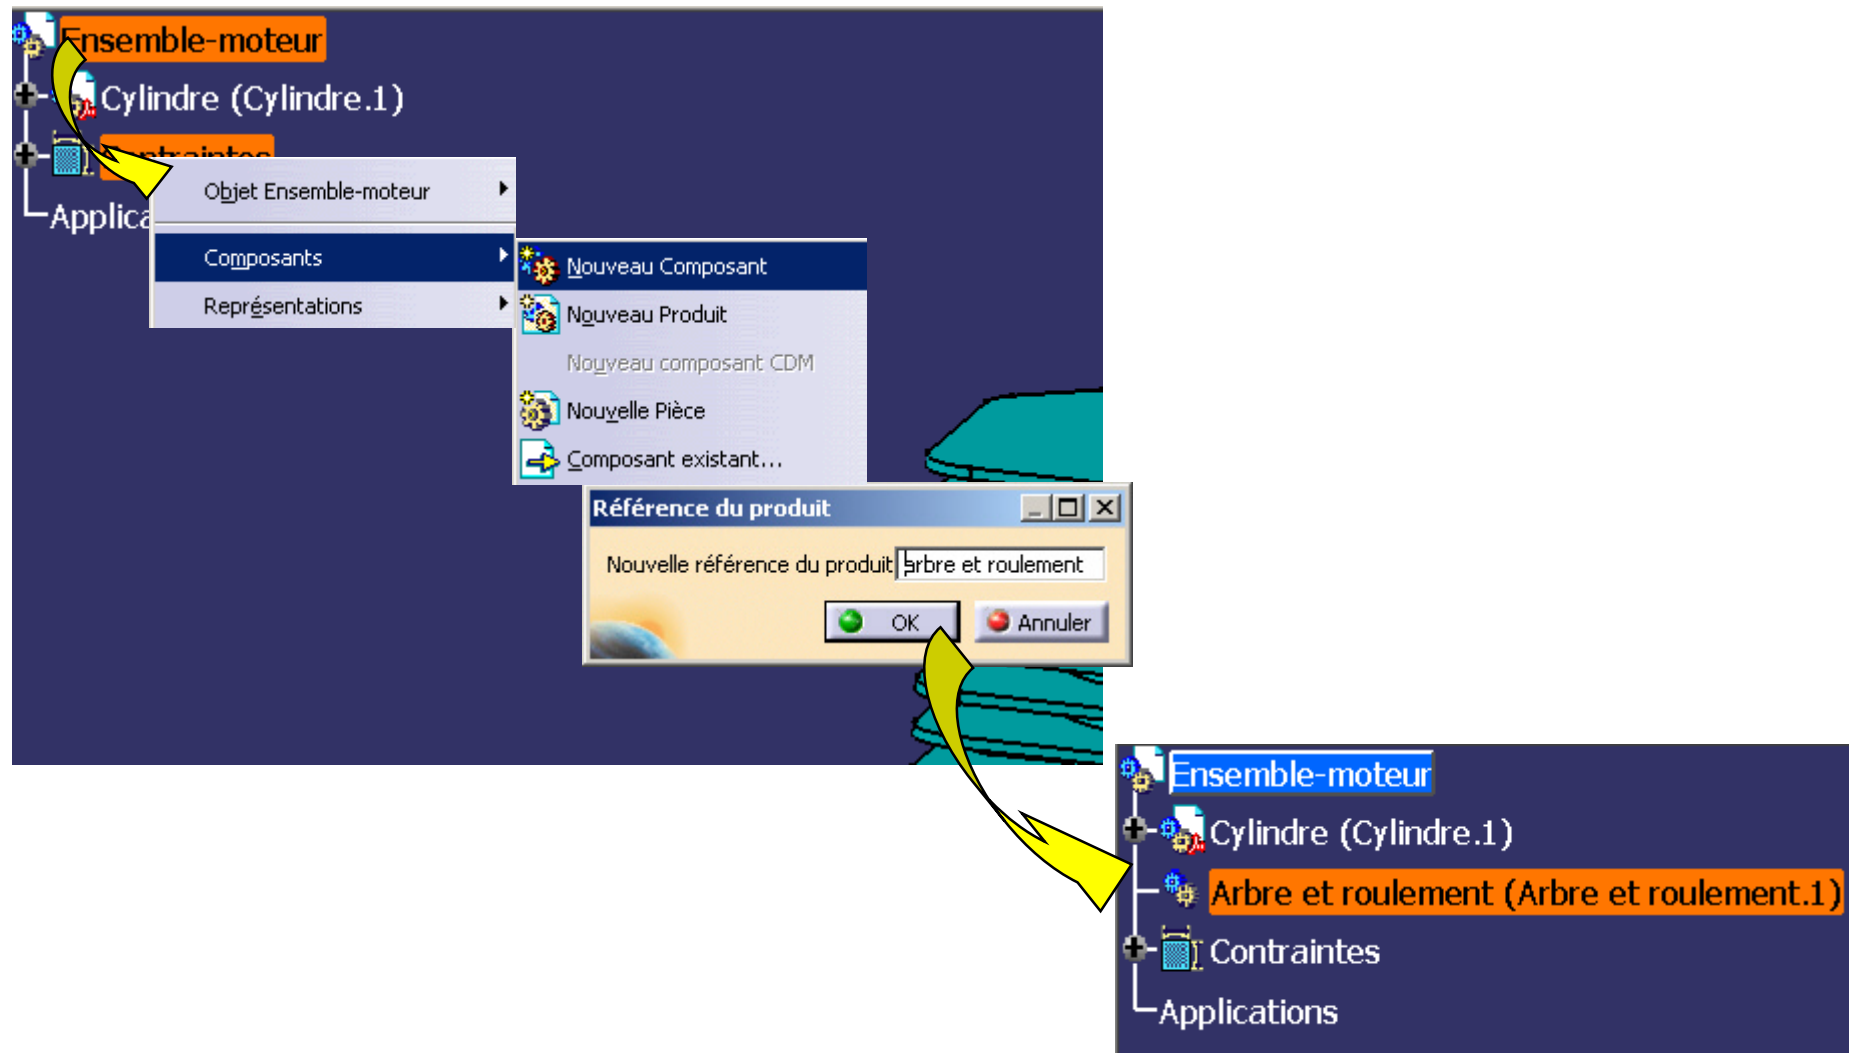 Ensemble-moteur
Cylindre (Cylindre.1)
Contraintes
Applica
Objet Ensemble-moteur
Composants
Représentations
Nouveau Composant
Nouveau Produit
Nouveau composant CDM
Nouvelle Pièce
Composant existant...
Référence du produit
Nouvelle référence du produit arbre et roulement
OK Annuler
Ensemble-moteur
Cylindre (Cylindre.1)
Arbre et roulement (Arbre et roulement.1)
Contraintes
Applications